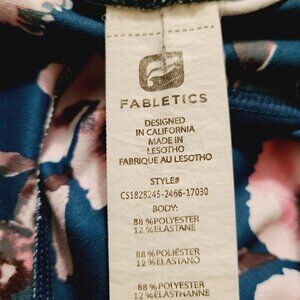 FABLETICS
DESIGNED
IN CALIFORNIA
MADE IN
LESOTHO
FABRIQUE AU LESOTHO
STYLE#
CS1828245-2466-17030
BODY:
88 %POLYESTER
12 %ELASTANE
88 %POLIÉSTER
12 %ELASTANO
88 %POLYESTER
12 %ELASTHANNE